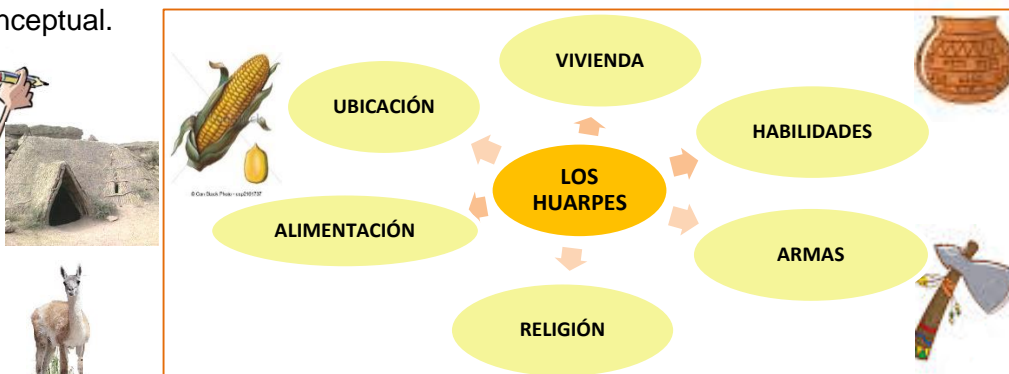 nceptual.
VIVIENDA
UBICACIÓN
HABILIDADES
LOS
HUARPES
ALIMENTACIÓN
ARMAS
RELIGIÓN